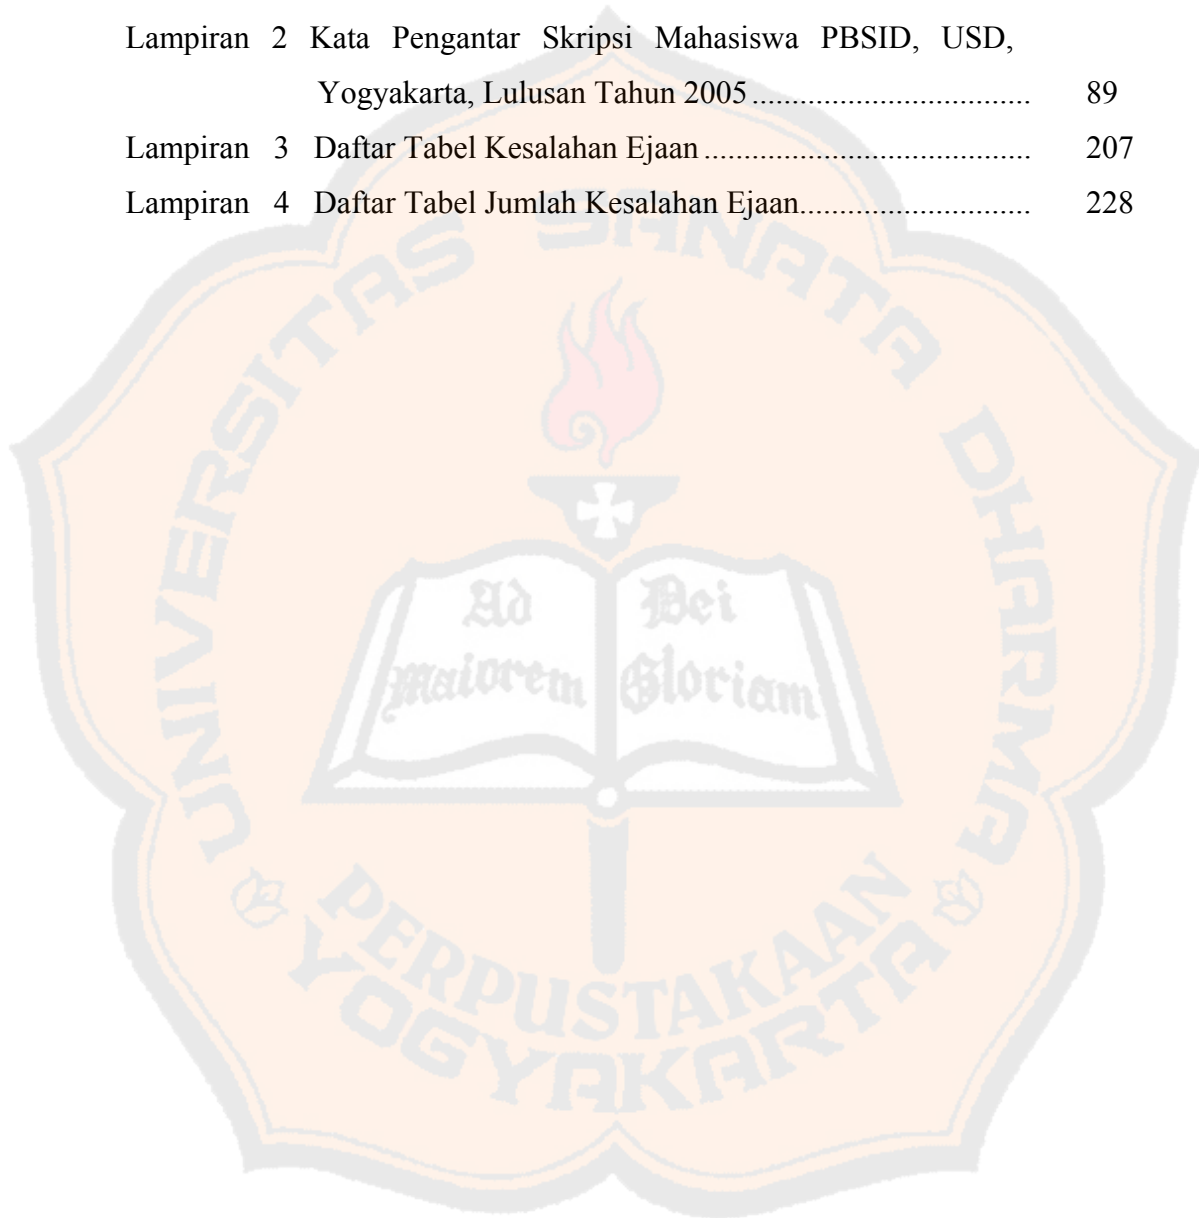 Lampiran 2 Kata Pengantar Skripsi Mahasiswa PBSID, USD,
Yogyakarta, Lulusan Tahun 2005 .................................. 89
Lampiran 3 Daftar Tabel Kesalahan Ejaan ........................................ 207
Lampiran 4 Daftar Tabel Jumlah Kesalahan Ejaan............................ 228
UNIVERSITAS SANATA DHARMA
Ad Dei
Maiorem Gloriam
PERPUSTAKAAN
YOGYAKARTA